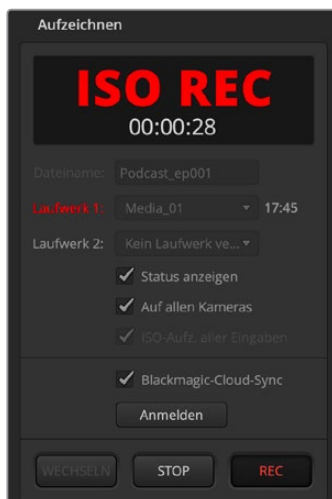 Aufzeichnen
ISO REC
00:00:28
Dateiname: Podcast_ep001
Laufwerk 1: Media_01 17:45
Laufwerk 2: Kein Laufwerk ve...
Status anzeigen
Auf allen Kameras
ISO-Aufz. aller Eingaben
Blackmagic-Cloud-Sync
Anmelden
WECHSELN STOP REC